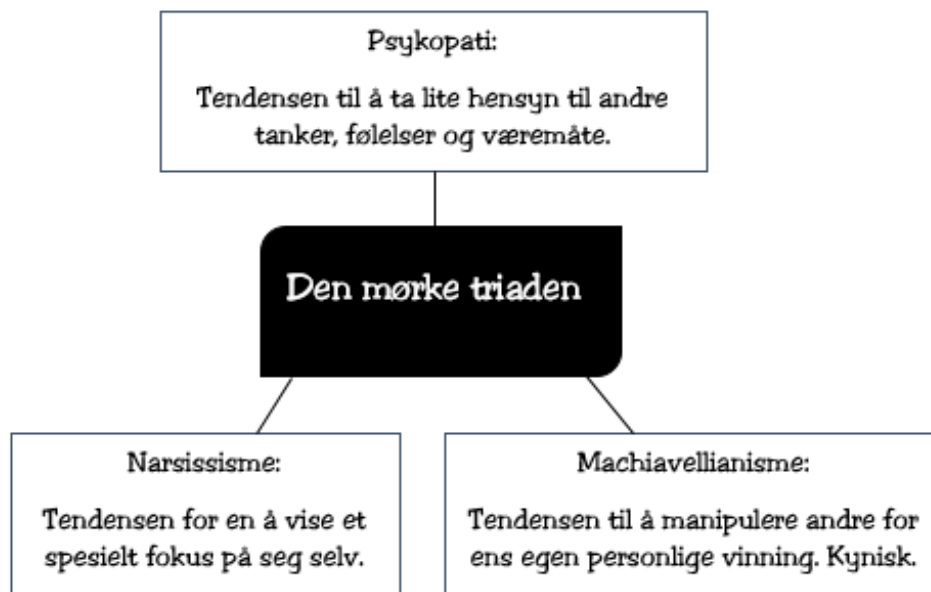 Psykopati:
Tendensen til å ta lite hensyn til andre
tanker, følelser og væremåte.
Den mørke triaden
Narsissisme:
Tendensen for en å vise et
spesielt fokus på seg selv.
Machiavellianisme:
Tendensen til å manipulere andre for
ens egen personlige vinning. Kynisk.